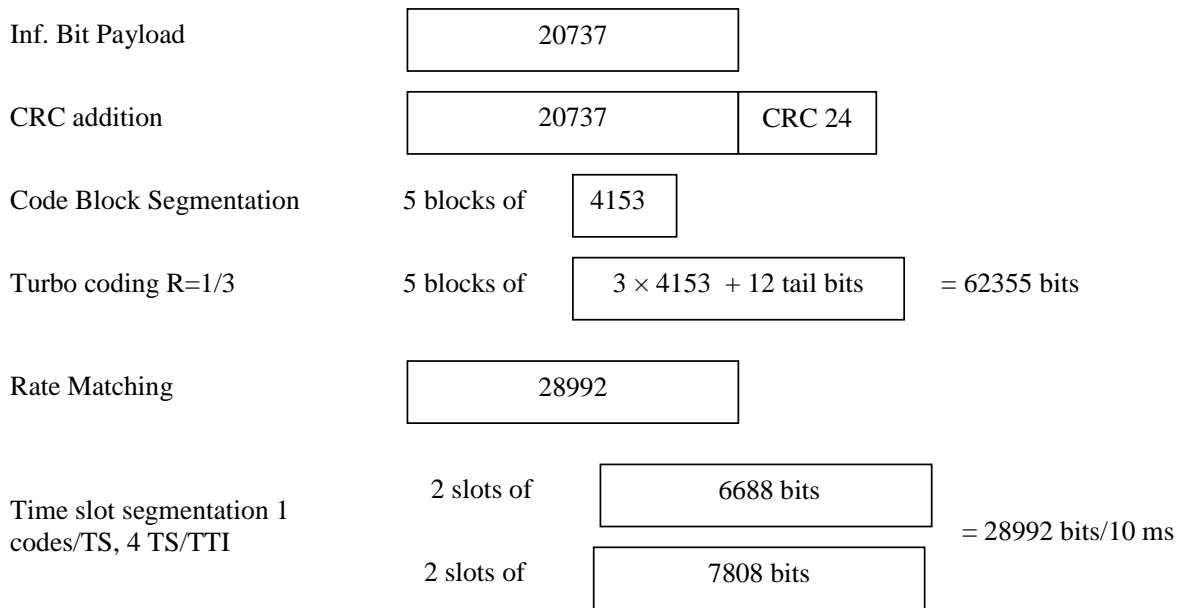 Inf. Bit Payload
20737
CRC addition
20737
CRC 24
Code Block Segmentation
5 blocks of
4153
Turbo coding R=1/3
5 blocks of
3 × 4153 + 12 tail bits
= 62355 bits
Rate Matching
28992
2 slots of
6688 bits
Time slot segmentation 1
codes/TS, 4 TS/TTI
= 28992 bits/10 ms
2 slots of
7808 bits